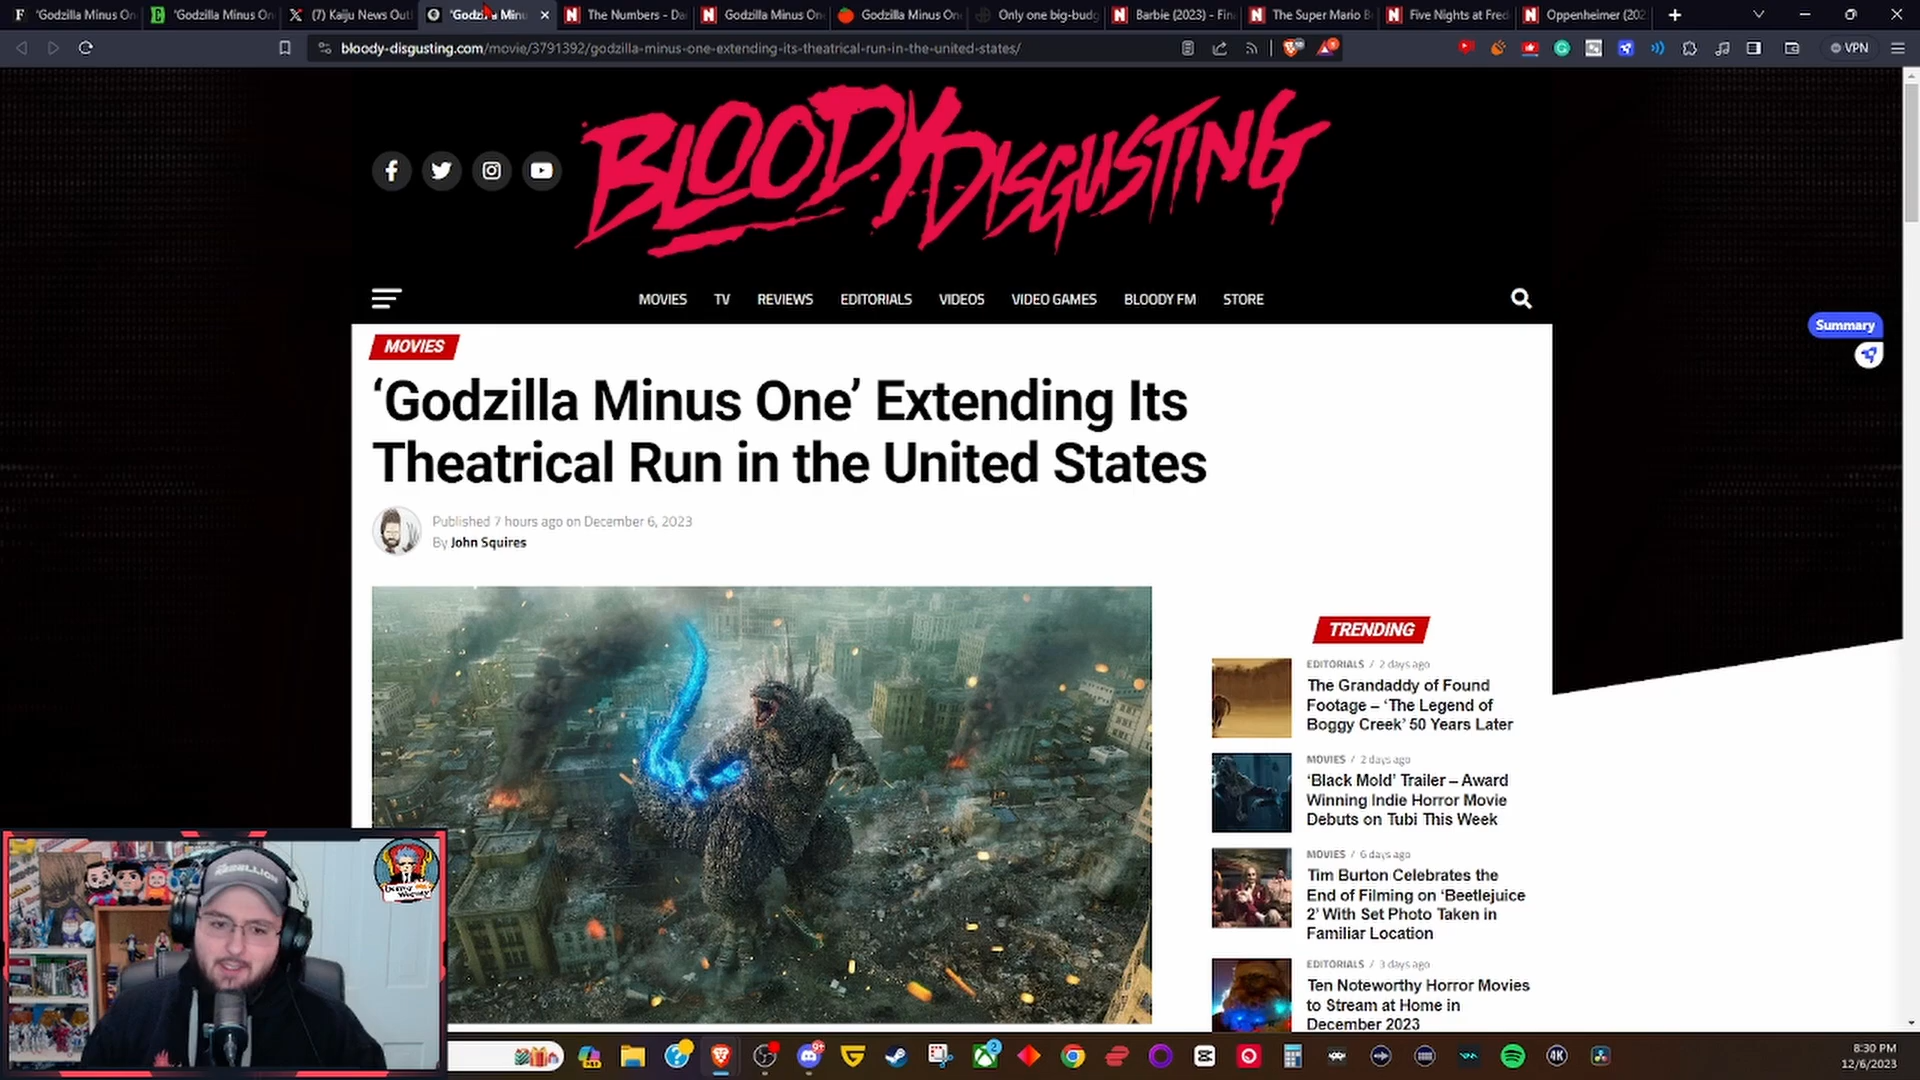 'Godzilla Minus On
'Godzilla Minus On
(7) Kaiju News Out
'Godzilla Minu
The Numbers - Da
Godzilla Minus On
Godzilla Minus On
Only one big-budg
Barbie (2023) - Fin
The Super Mario B
Five Nights at Fred
Oppenheimer (202
bloody-disgusting.com/movie/3791392/godzilla-minus-one-extending-its-theatrical-run-in-the-united-states/
VPN
BLOODY DISGUSTING
MOVIES
TV
REVIEWS
EDITORIALS
VIDEOS
VIDEO GAMES
BLOODY FM
STORE
Summary
MOVIES
‘Godzilla Minus One’ Extending Its
Theatrical Run in the United States
Published 7 hours ago on December 6, 2023
By John Squires
TRENDING
EDITORIALS / 2 days ago
The Grandaddy of Found
Footage – ‘The Legend of
Boggy Creek’ 50 Years Later
MOVIES / 2 days ago
‘Black Mold’ Trailer – Award
Winning Indie Horror Movie
Debuts on Tubi This Week
MOVIES / 6 days ago
Tim Burton Celebrates the
End of Filming on ‘Beetlejuice
2’ With Set Photo Taken in
Familiar Location
EDITORIALS / 3 days ago
Ten Noteworthy Horror Movies
to Stream at Home in
December 2023
8:30 PM
12/6/2023